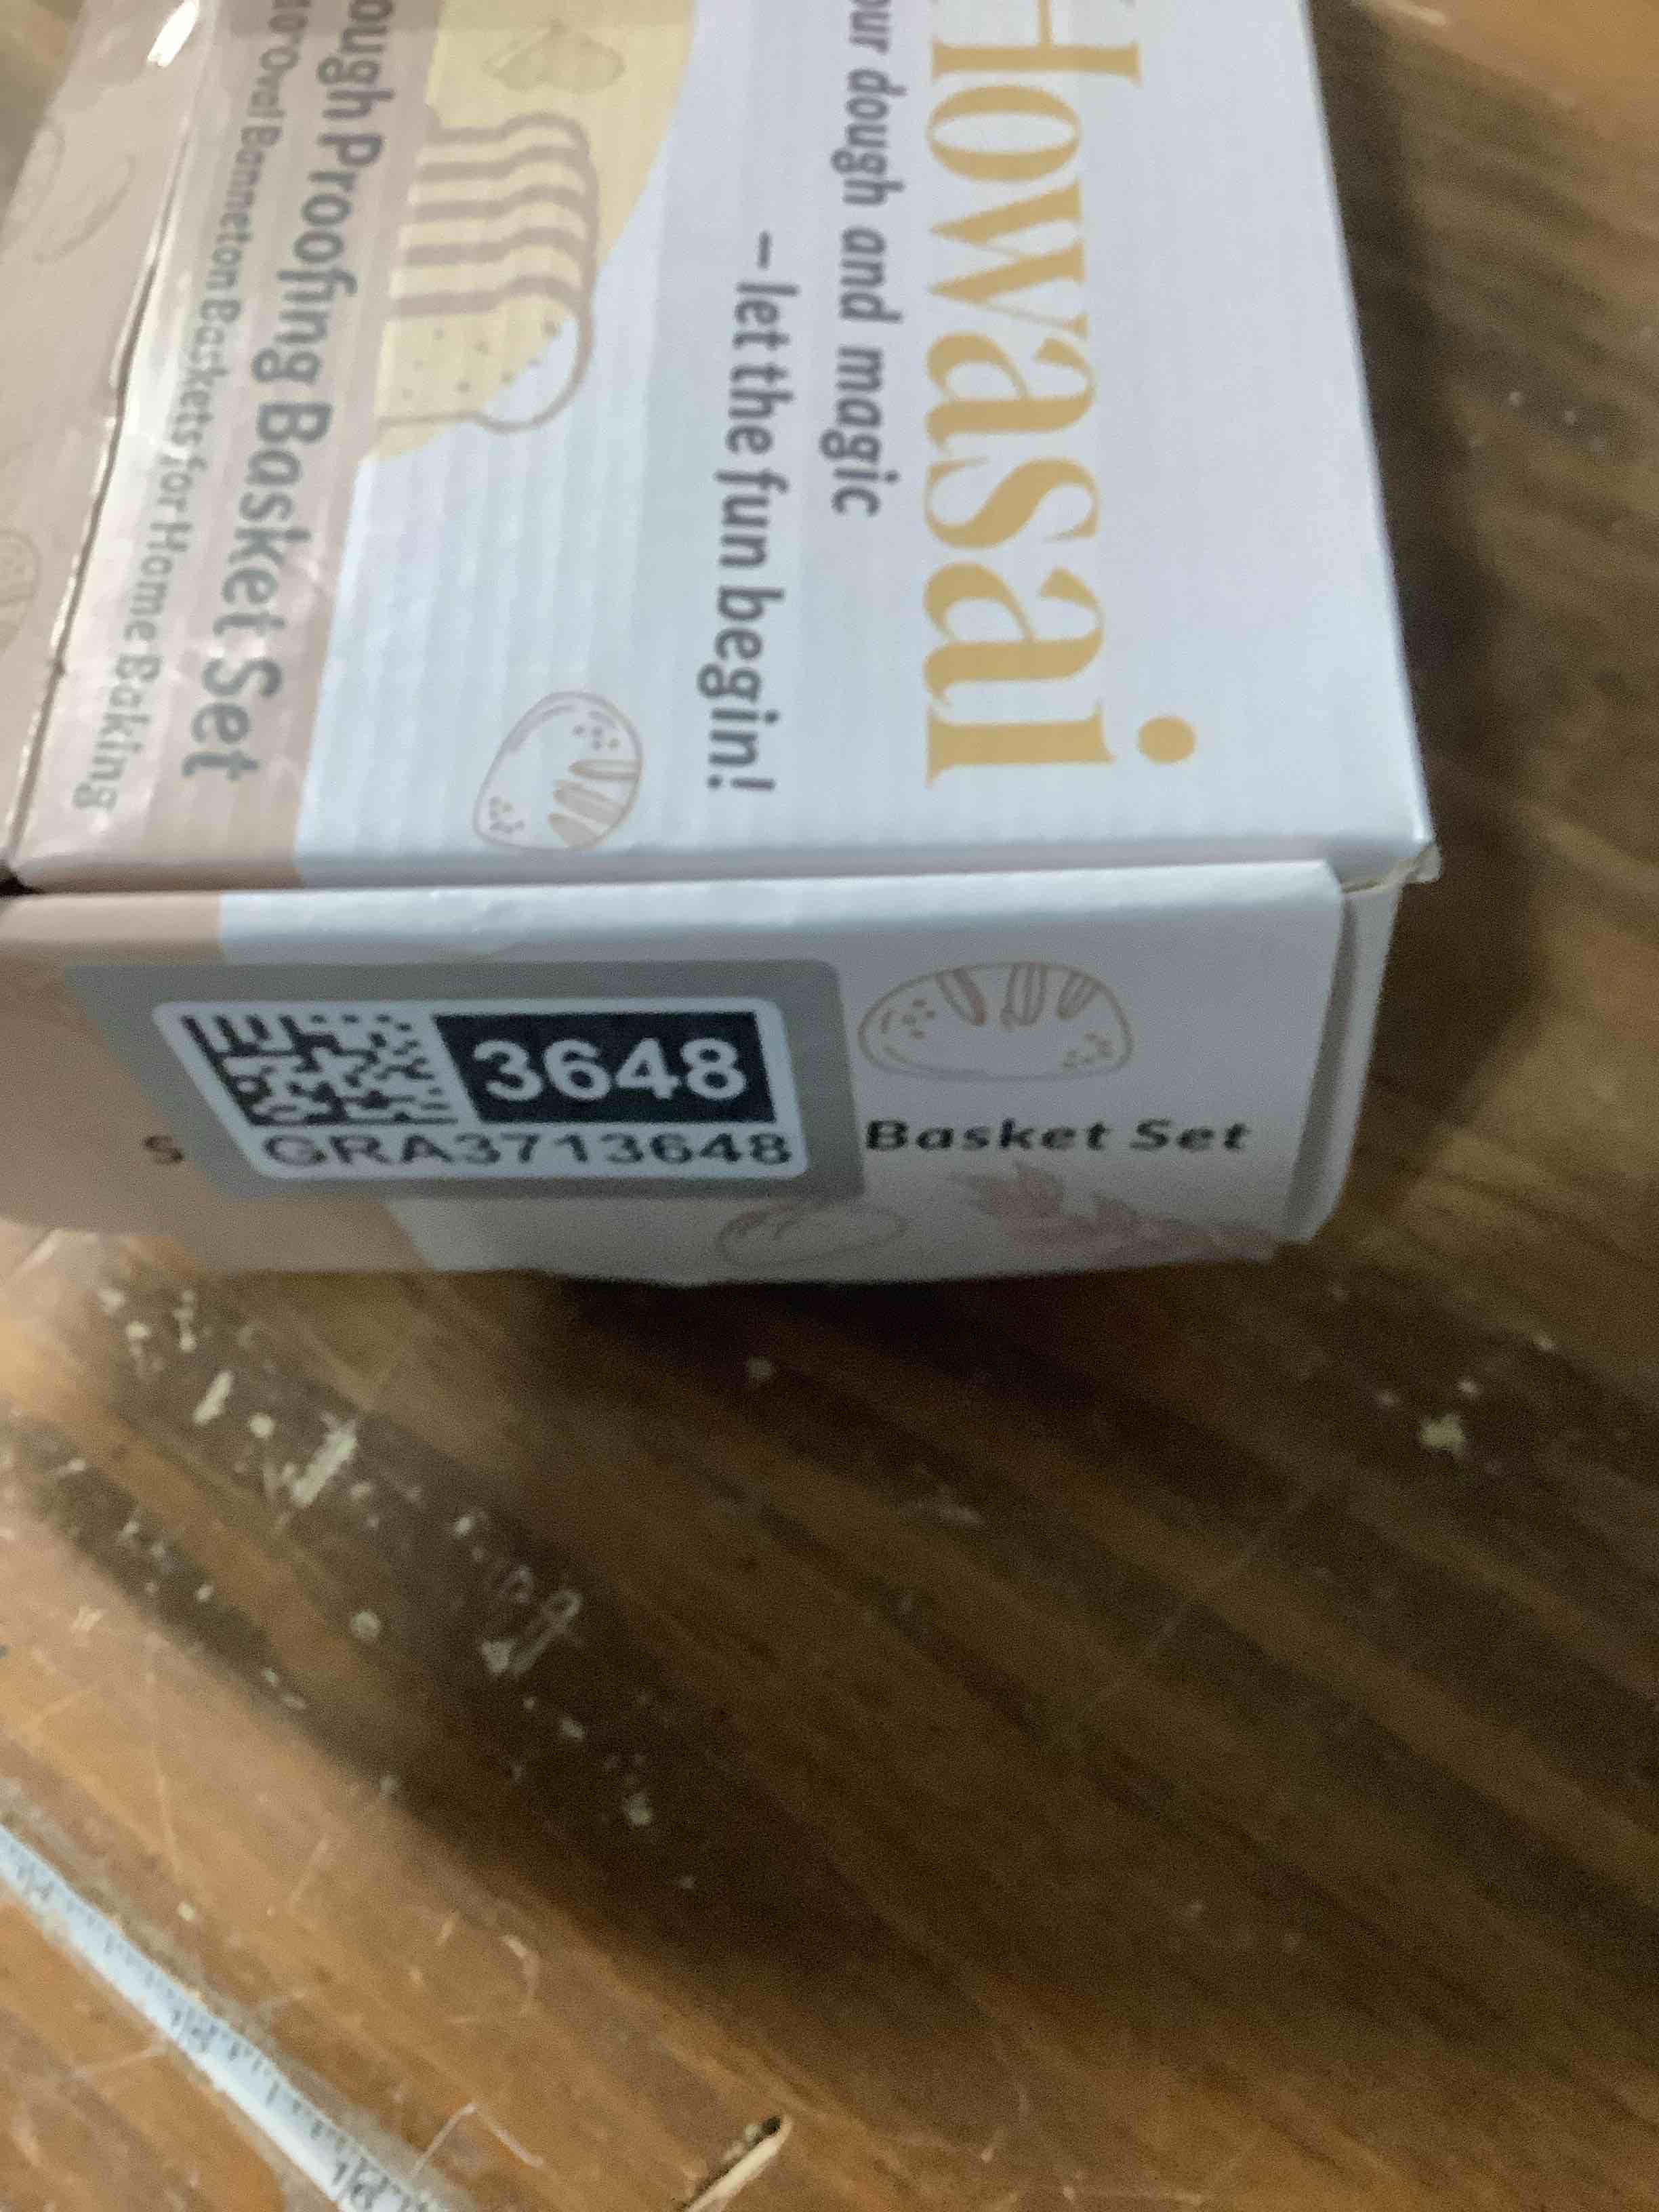 Howasai
our dough and magic
– let the fun begin!
ough Proofing Basket Set
Oval Banneton Baskets for Home Baking
3648
GRA3713648
S
Basket Set